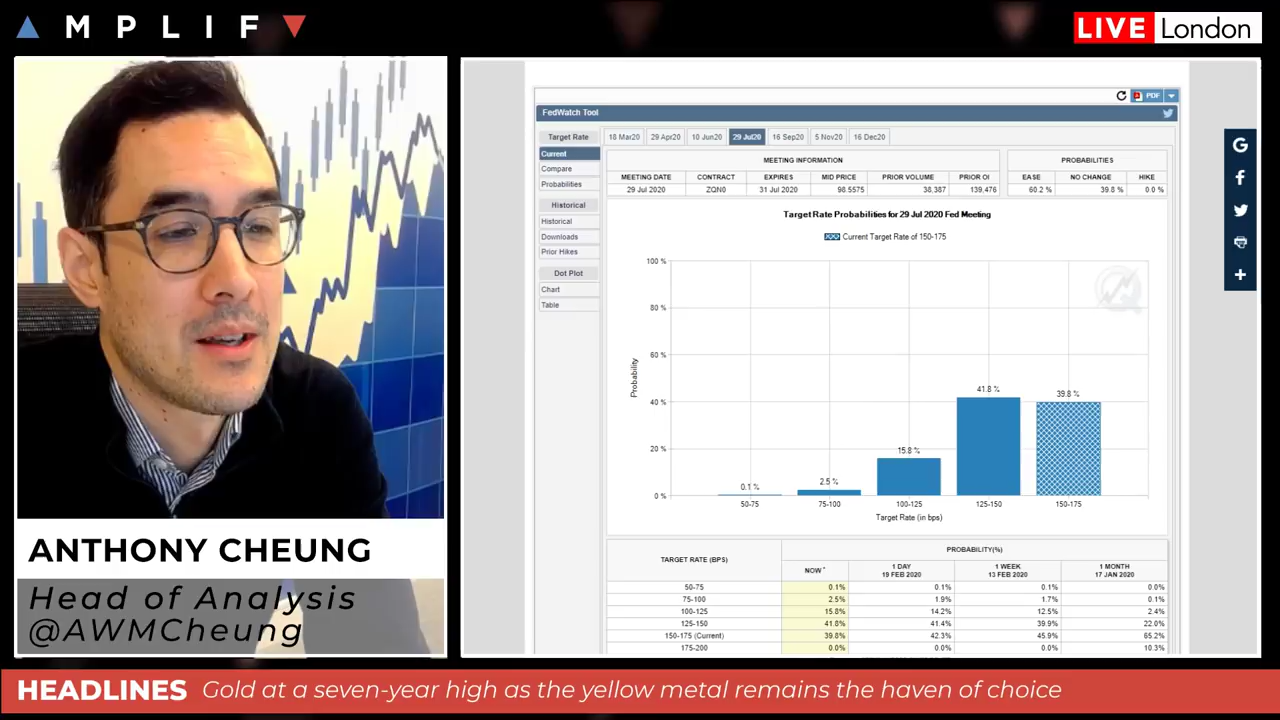 AMPLIFY
LIVE London
PDF
FedWatch Tool
Target Rate
18 Mar20 29 Apr20 10 Jun20 29 Jul20 16 Sep20 5 Nov20 16 Dec20
Current
Compare
Probabilities
Historical
Historical
Downloads
Prior Hikes
Dot Plot
Chart
Table
MEETING INFORMATION
MEETING DATE CONTRACT EXPIRES MID PRICE PRIOR VOLUME PRIOR OI
29 Jul 2020 ZQN0 31 Jul 2020 98.5575 38,387 139,476
PROBABILITIES
EASE NO CHANGE HIKE
60.2 % 39.8 % 0.0 %
Target Rate Probabilities for 29 Jul 2020 Fed Meeting
Current Target Rate of 150-175
Probability
100 %
80 %
60 %
40 %
20 %
0 %
0.1 %
2.5 %
15.8 %
41.8 %
39.8 %
50-75 75-100 100-125 125-150 150-175
Target Rate (in bps)
TARGET RATE (BPS) PROBABILITY(%)
NOW * 1 DAY 19 FEB 2020 1 WEEK 13 FEB 2020 1 MONTH 17 JAN 2020
50-75 0.1% 0.1% 0.1% 0.0%
75-100 2.5% 1.9% 1.7% 0.1%
100-125 15.8% 14.2% 12.5% 2.4%
125-150 41.8% 41.4% 39.9% 22.0%
150-175 (Current) 39.8% 42.3% 45.9% 65.2%
175-200 0.0% 0.0% 0.0% 10.3%
G
ANTHONY CHEUNG
Head of Analysis
@AWMCheung
HEADLINES Gold at a seven-year high as the yellow metal remains the haven of choice